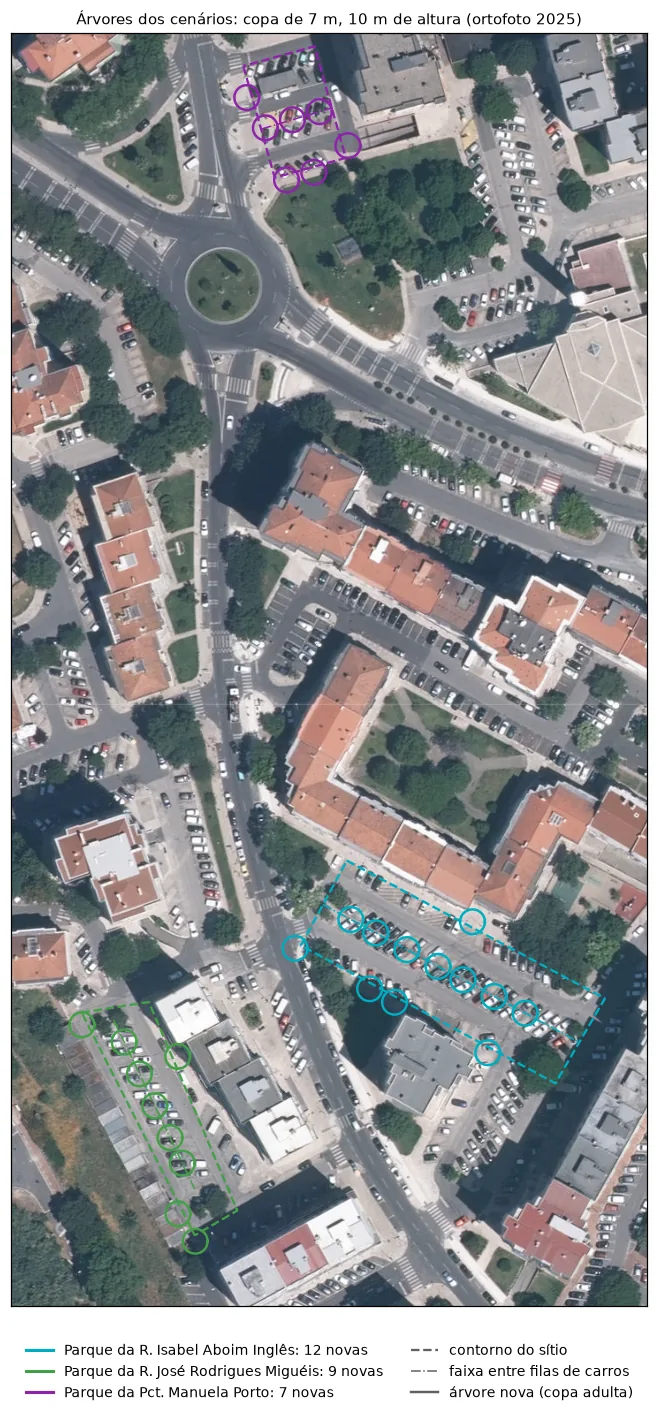 Árvores dos cenários: copa de 7 m, 10 m de altura (ortofoto 2025)
Parque da R. Isabel Aboim Inglês: 12 novas
Parque da R. José Rodrigues Miguéis: 9 novas
Parque da Pct. Manuela Porto: 7 novas
contorno do sítio
faixa entre filas de carros
árvore nova (copa adulta)